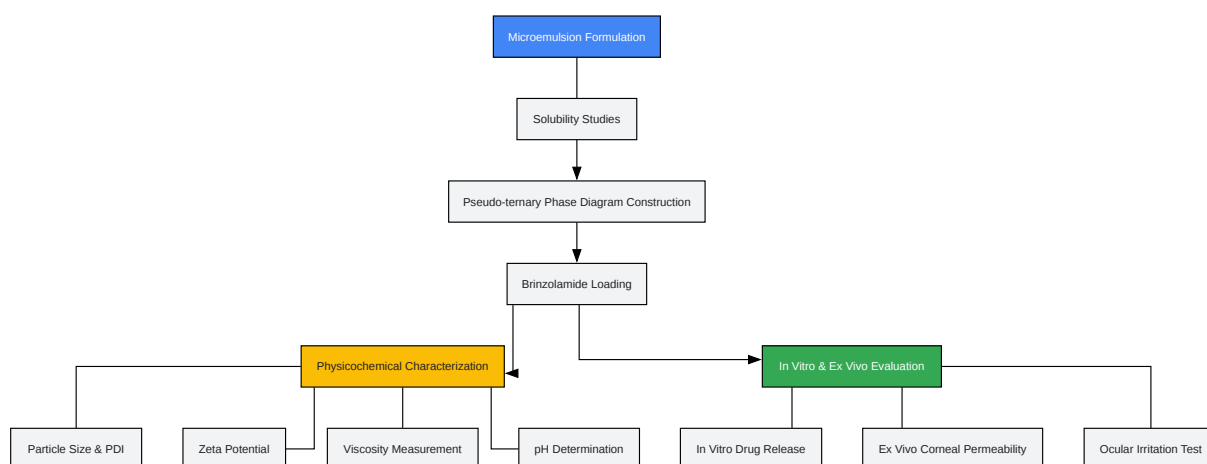 Microemulsion Formulation
Solubility Studies
Pseudo-ternary Phase Diagram Construction
Brinzolamide Loading
Physicochemical Characterization
In Vitro & Ex Vivo Evaluation
Particle Size & PDI
Zeta Potential
Viscosity Measurement
pH Determination
In Vitro Drug Release
Ex Vivo Corneal Permeability
Ocular Irritation Test